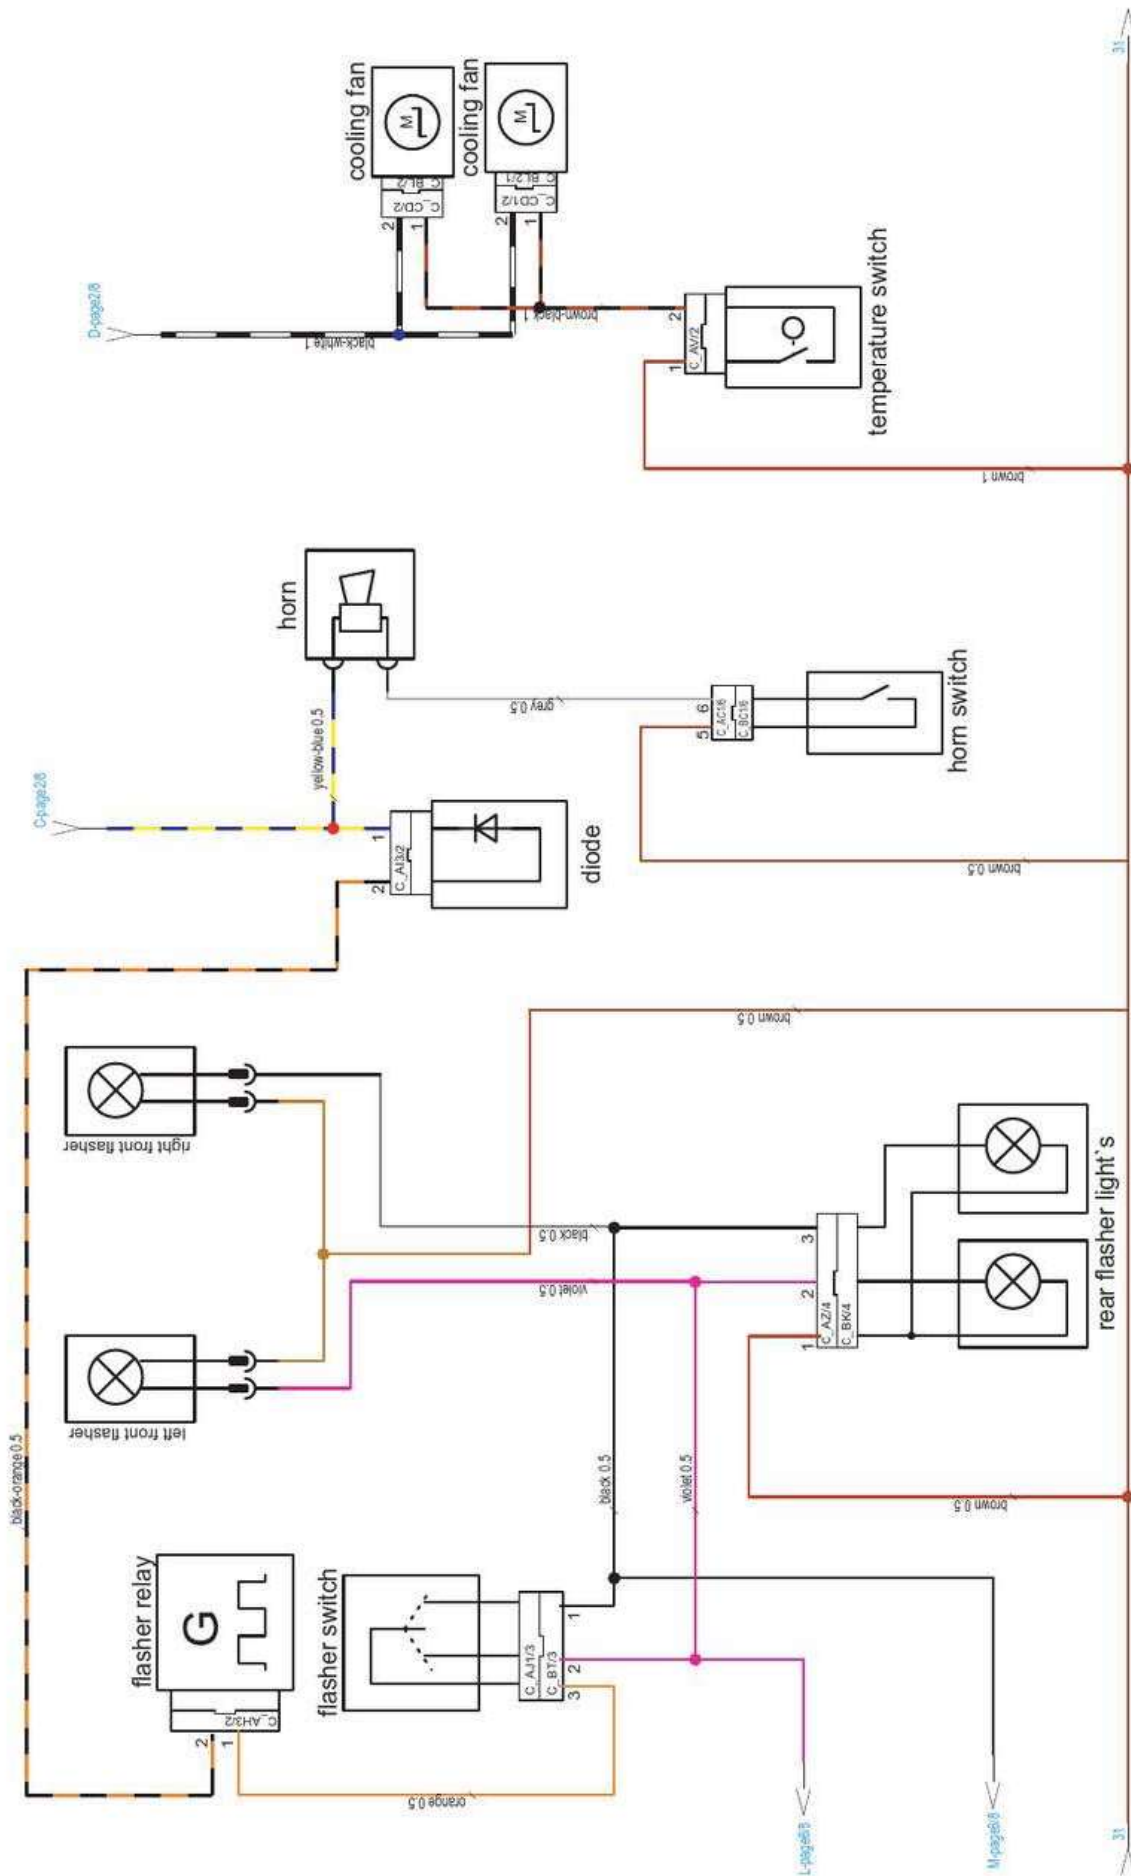 D-page2/8
black-white 1
cooling fan
M
C_BL/2
C_CD/2
2
1
cooling fan
M
C_BL2/1
C_CD1/2
2
1
brown-black 1
2
1
C_AV/2
temperature switch
brown 1
31
C-page2/8
yellow-blue 0.5
horn
grey 0.5
6
5
C_AC1/6
C_BC1/6
horn switch
brown 0.5
1
2
C_AI3/2
diode
black-orange 0.5
right front flasher
left front flasher
brown 0.5
black 0.5
violet 0.5
3
2
1
C_AZ/4
C_BK/4
rear flasher light`s
brown 0.5
black 0.5
violet 0.5
flasher relay
G
C_AH3/2
2
1
flasher switch
C_AJ1/3
C_BT/3
1
2
3
orange 0.5
L-page6/8
M-page6/8
31